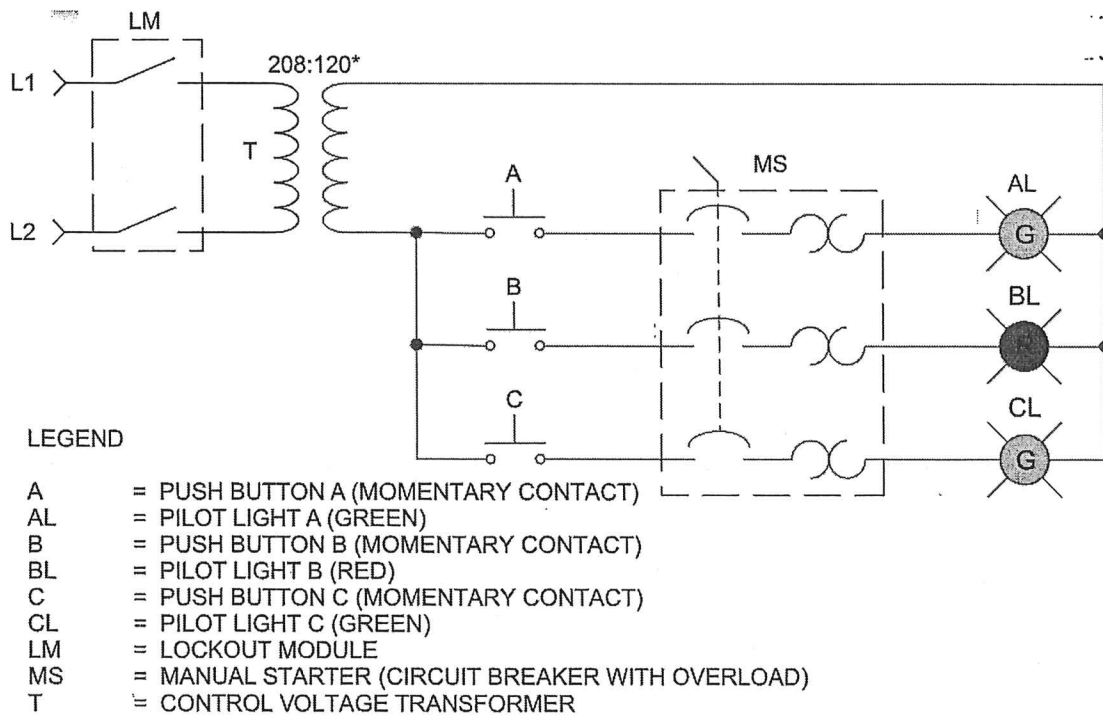 LM
208:120*
L1
T
L2
A
MS
AL
G
B
BL
R
C
CL
G
LEGEND
A = PUSH BUTTON A (MOMENTARY CONTACT)
AL = PILOT LIGHT A (GREEN)
B = PUSH BUTTON B (MOMENTARY CONTACT)
BL = PILOT LIGHT B (RED)
C = PUSH BUTTON C (MOMENTARY CONTACT)
CL = PILOT LIGHT C (GREEN)
LM = LOCKOUT MODULE
MS = MANUAL STARTER (CIRCUIT BREAKER WITH OVERLOAD)
T = CONTROL VOLTAGE TRANSFORMER